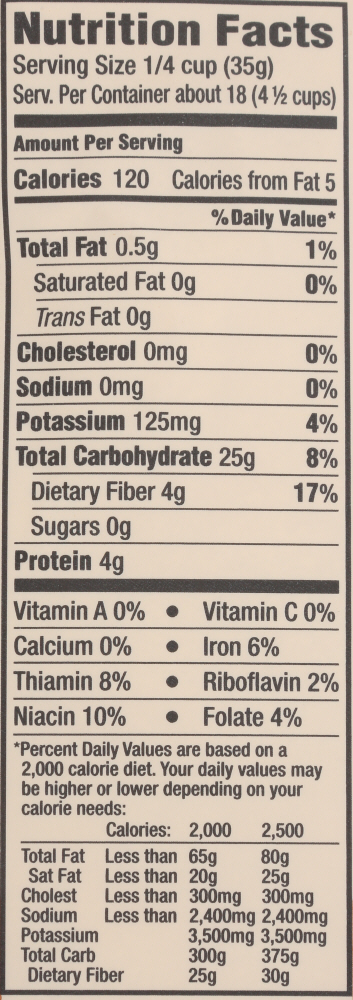 Nutrition Facts
Serving Size 1/4 cup (35g)
Serv. Per Container about 18 (4 ½ cups)
Amount Per Serving
Calories 120 Calories from Fat 5
% Daily Value*
Total Fat 0.5g 1%
Saturated Fat 0g 0%
Trans Fat 0g
Cholesterol 0mg 0%
Sodium 0mg 0%
Potassium 125mg 4%
Total Carbohydrate 25g 8%
Dietary Fiber 4g 17%
Sugars 0g
Protein 4g
Vitamin A 0% • Vitamin C 0%
Calcium 0% • Iron 6%
Thiamin 8% • Riboflavin 2%
Niacin 10% • Folate 4%
*Percent Daily Values are based on a
2,000 calorie diet. Your daily values may
be higher or lower depending on your
calorie needs:
Calories: 2,000 2,500
Total Fat Less than 65g 80g
Sat Fat Less than 20g 25g
Cholest Less than 300mg 300mg
Sodium Less than 2,400mg 2,400mg
Potassium 3,500mg 3,500mg
Total Carb 300g 375g
Dietary Fiber 25g 30g